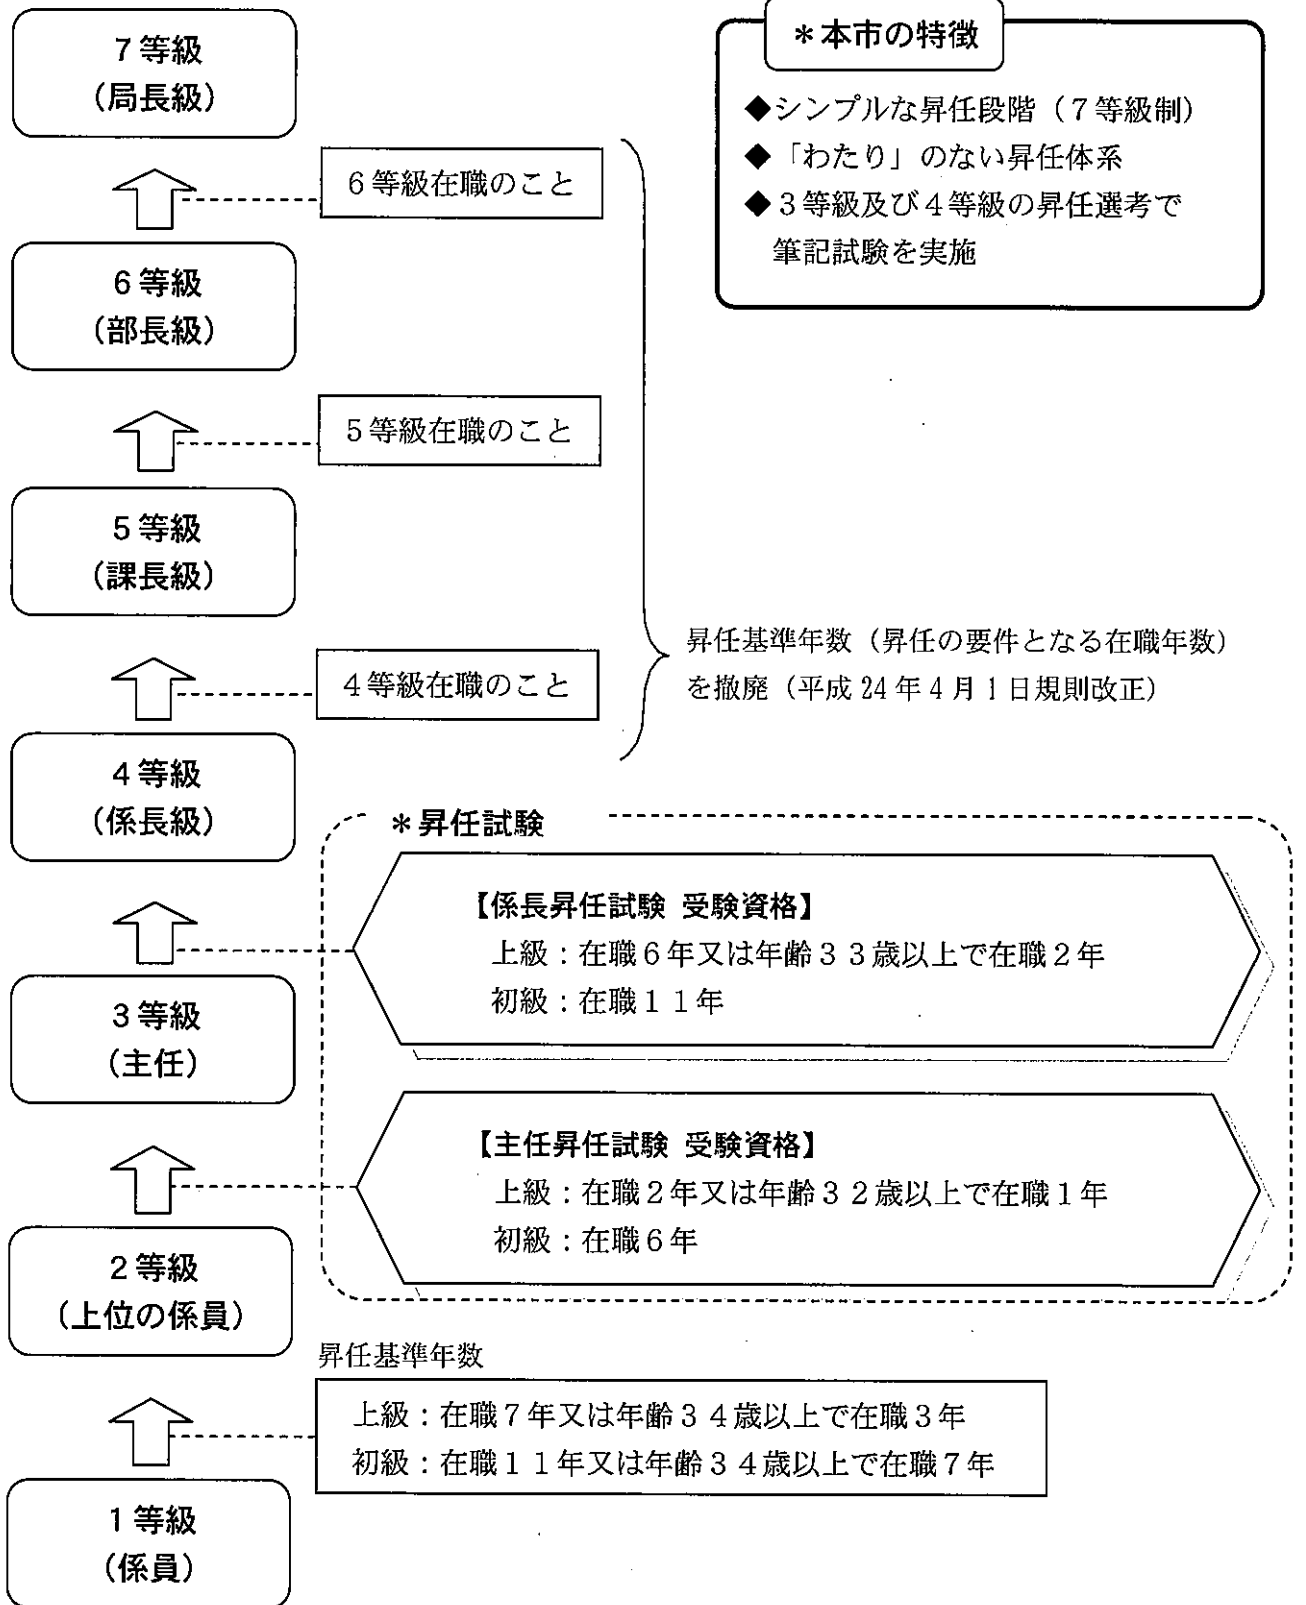 7等級
(局長級)
6等級在職のこと
6等級
(部長級)
5等級在職のこと
5等級
(課長級)
4等級在職のこと
4等級
(係長級)
3等級
(主任)
2等級
(上位の係員)
1等級
(係員)
*本市の特徴
◆シンプルな昇任段階(7等級制)
◆「わたり」のない昇任体系
◆3等級及び4等級の昇任選考で
筆記試験を実施
昇任基準年数(昇任の要件となる在職年数)
を撤廃(平成24年4月1日規則改正)
*昇任試験
【係長昇任試験 受験資格】
上級:在職6年又は年齢33歳以上で在職2年
初級:在職11年
【主任昇任試験 受験資格】
上級:在職2年又は年齢32歳以上で在職1年
初級:在職6年
昇任基準年数
上級:在職7年又は年齢34歳以上で在職3年
初級:在職11年又は年齢34歳以上で在職7年